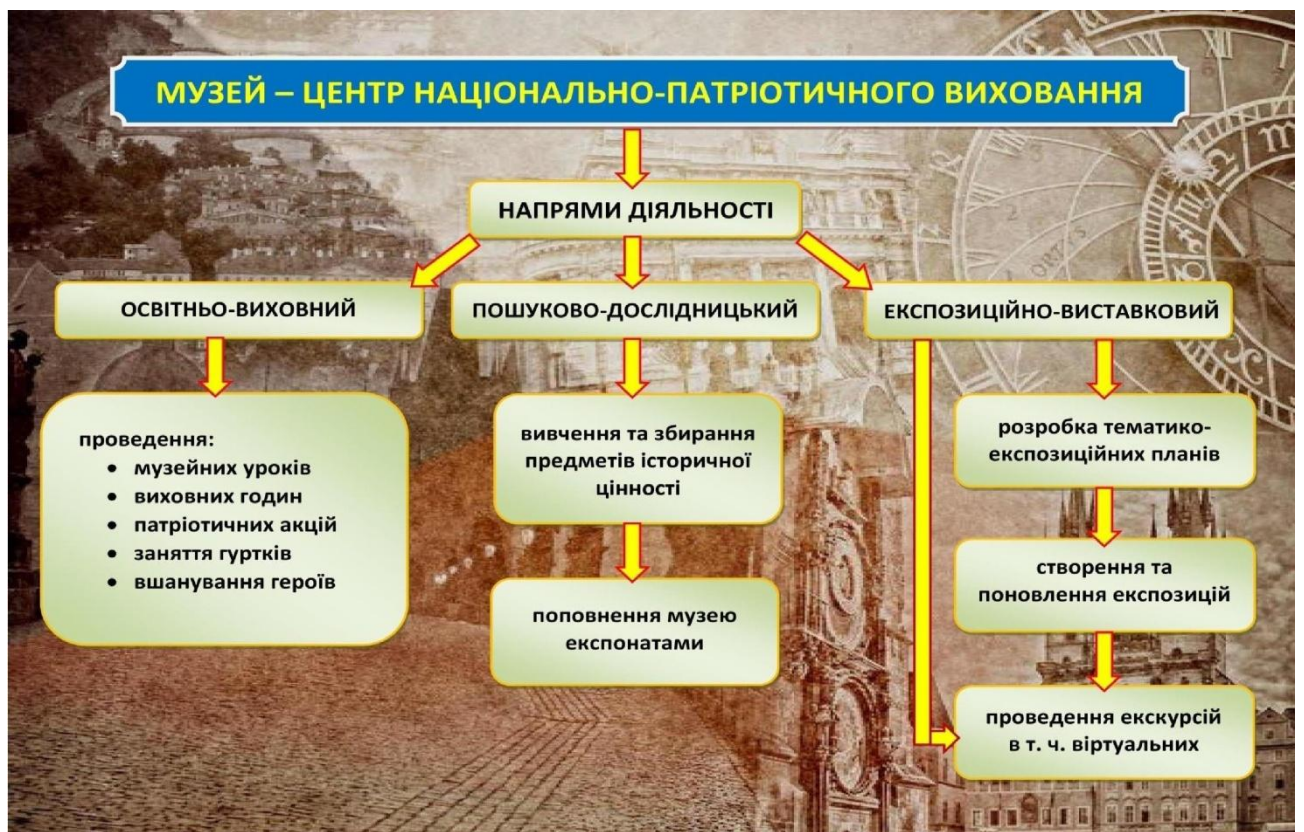 МУЗЕЙ – ЦЕНТР НАЦІОНАЛЬНО-ПАТРІОТИЧНОГО ВИХОВАННЯ
НАПРЯМИ ДІЯЛЬНОСТІ
ОСВІТНЬО-ВИХОВНИЙ
ПОШУКОВО-ДОСЛІДНИЦЬКИЙ
ЕКСПОЗИЦІЙНО-ВИСТАВКОВИЙ
проведення:
• музейних уроків
• виховних годин
• патріотичних акцій
• заняття гуртків
• вшанування героїв
вивчення та збирання
предметів історичної
цінності
поповнення музею
експонатами
розробка тематико-
експозиційних планів
створення та
поновлення експозицій
проведення екскурсій
в т. ч. віртуальних